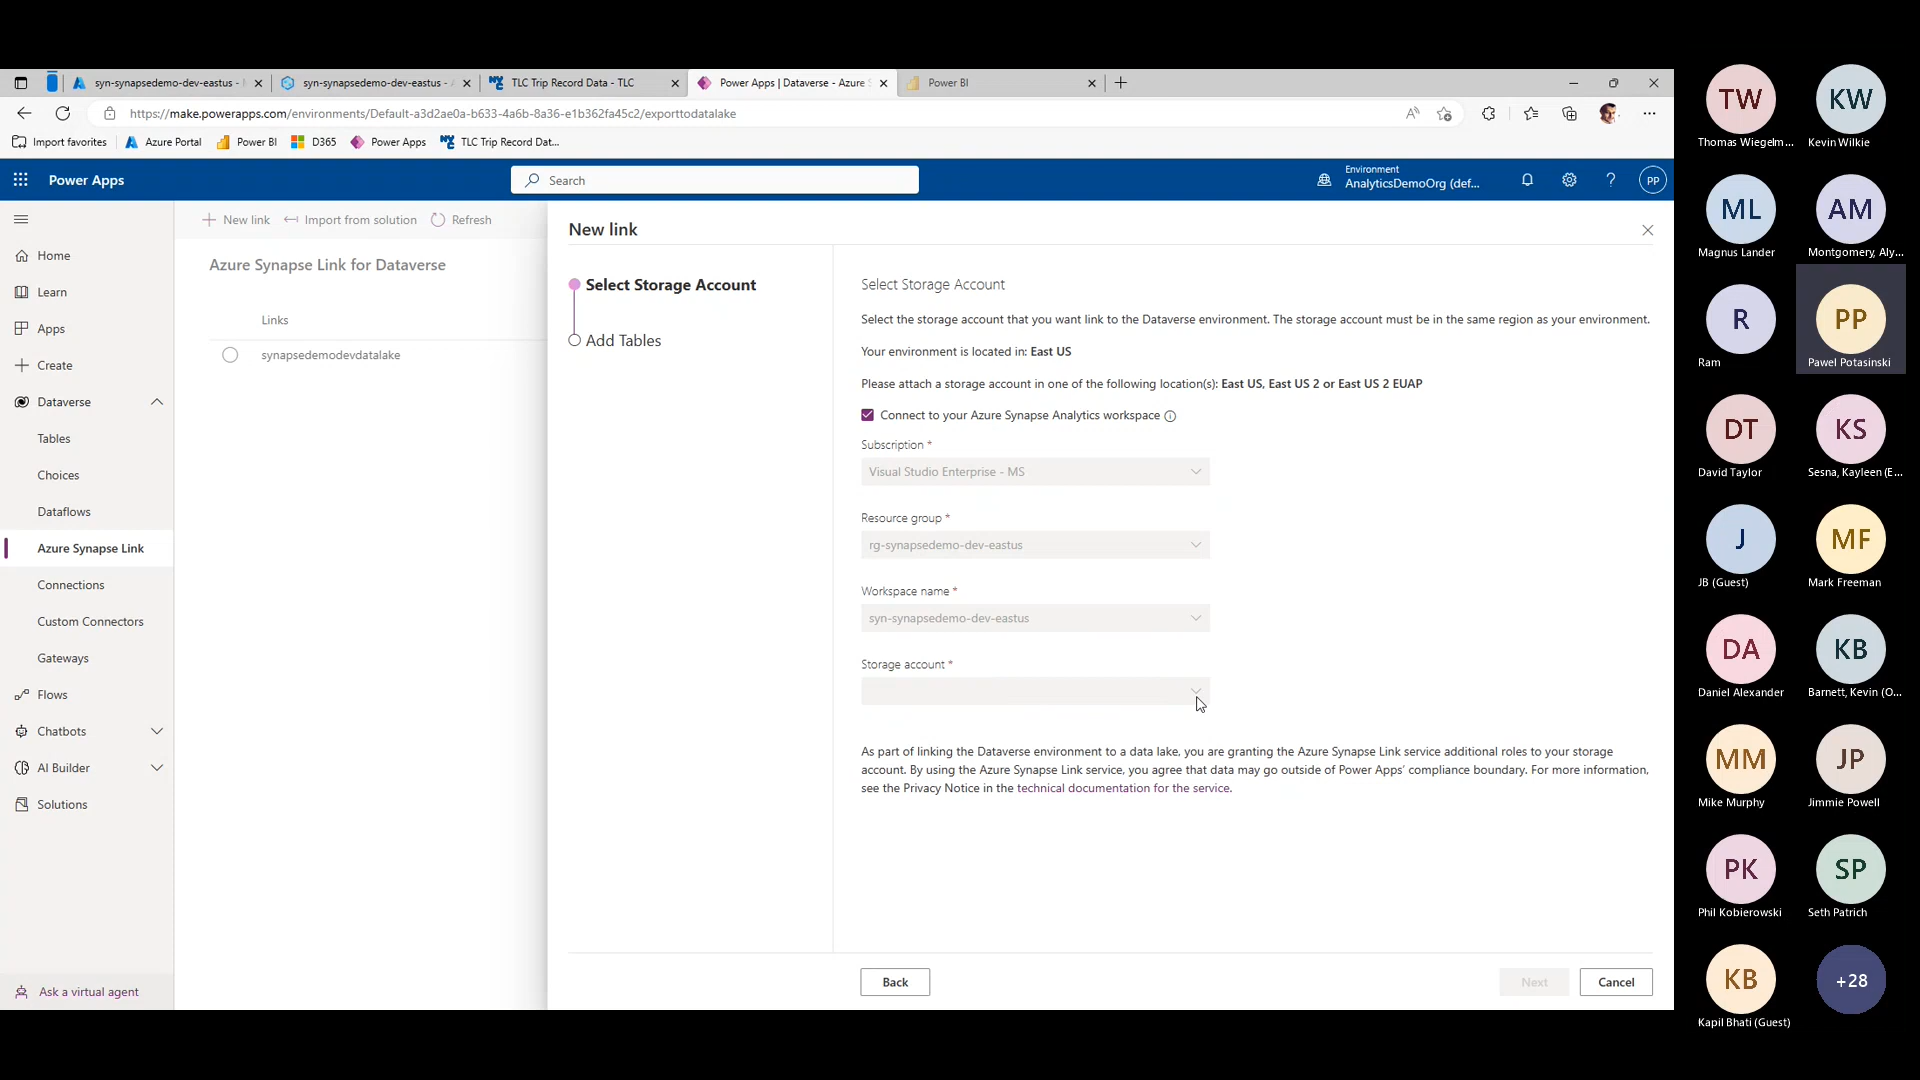 syn-synapsedemo-dev-eastus -
syn-synapsedemo-dev-eastus -
TLC Trip Record Data - TLC
Power Apps | Dataverse - Azure S
Power BI
https://make.powerapps.com/environments/Default-a3d2ae0a-b633-4a6b-8a36-e1b362fa45c2/exporttodatalake
Import favorites
Azure Portal
Power BI
D365
Power Apps
TLC Trip Record Dat...
Power Apps
Search
Environment
AnalyticsDemoOrg (def...
PP
Home
Learn
Apps
Create
Dataverse
Tables
Choices
Dataflows
Azure Synapse Link
Connections
Custom Connectors
Gateways
Flows
Chatbots
AI Builder
Solutions
Ask a virtual agent
New link
Import from solution
Refresh
Azure Synapse Link for Dataverse
Links
synapsedemodevdatalake
New link
Select Storage Account
Add Tables
Select Storage Account
Select the storage account that you want link to the Dataverse environment. The storage account must be in the same region as your environment.
Your environment is located in: East US
Please attach a storage account in one of the following location(s): East US, East US 2 or East US 2 EUAP
Connect to your Azure Synapse Analytics workspace
Subscription *
Visual Studio Enterprise - MS
Resource group *
rg-synapsedemo-dev-eastus
Workspace name *
syn-synapsedemo-dev-eastus
Storage account *
As part of linking the Dataverse environment to a data lake, you are granting the Azure Synapse Link service additional roles to your storage
account. By using the Azure Synapse Link service, you agree that data may go outside of Power Apps' compliance boundary. For more information,
see the Privacy Notice in the technical documentation for the service.
Back
Next
Cancel
TW
Thomas Wiegelm...
KW
Kevin Wilkie
ML
Magnus Lander
AM
Montgomery, Aly...
R
Ram
PP
Pawel Potasinski
DT
David Taylor
KS
Sesna, Kayleen (E...
J
JB (Guest)
MF
Mark Freeman
DA
Daniel Alexander
KB
Barnett, Kevin (O...
MM
Mike Murphy
JP
Jimmie Powell
PK
Phil Kobierowski
SP
Seth Patrich
KB
Kapil Bhati (Guest)
+28